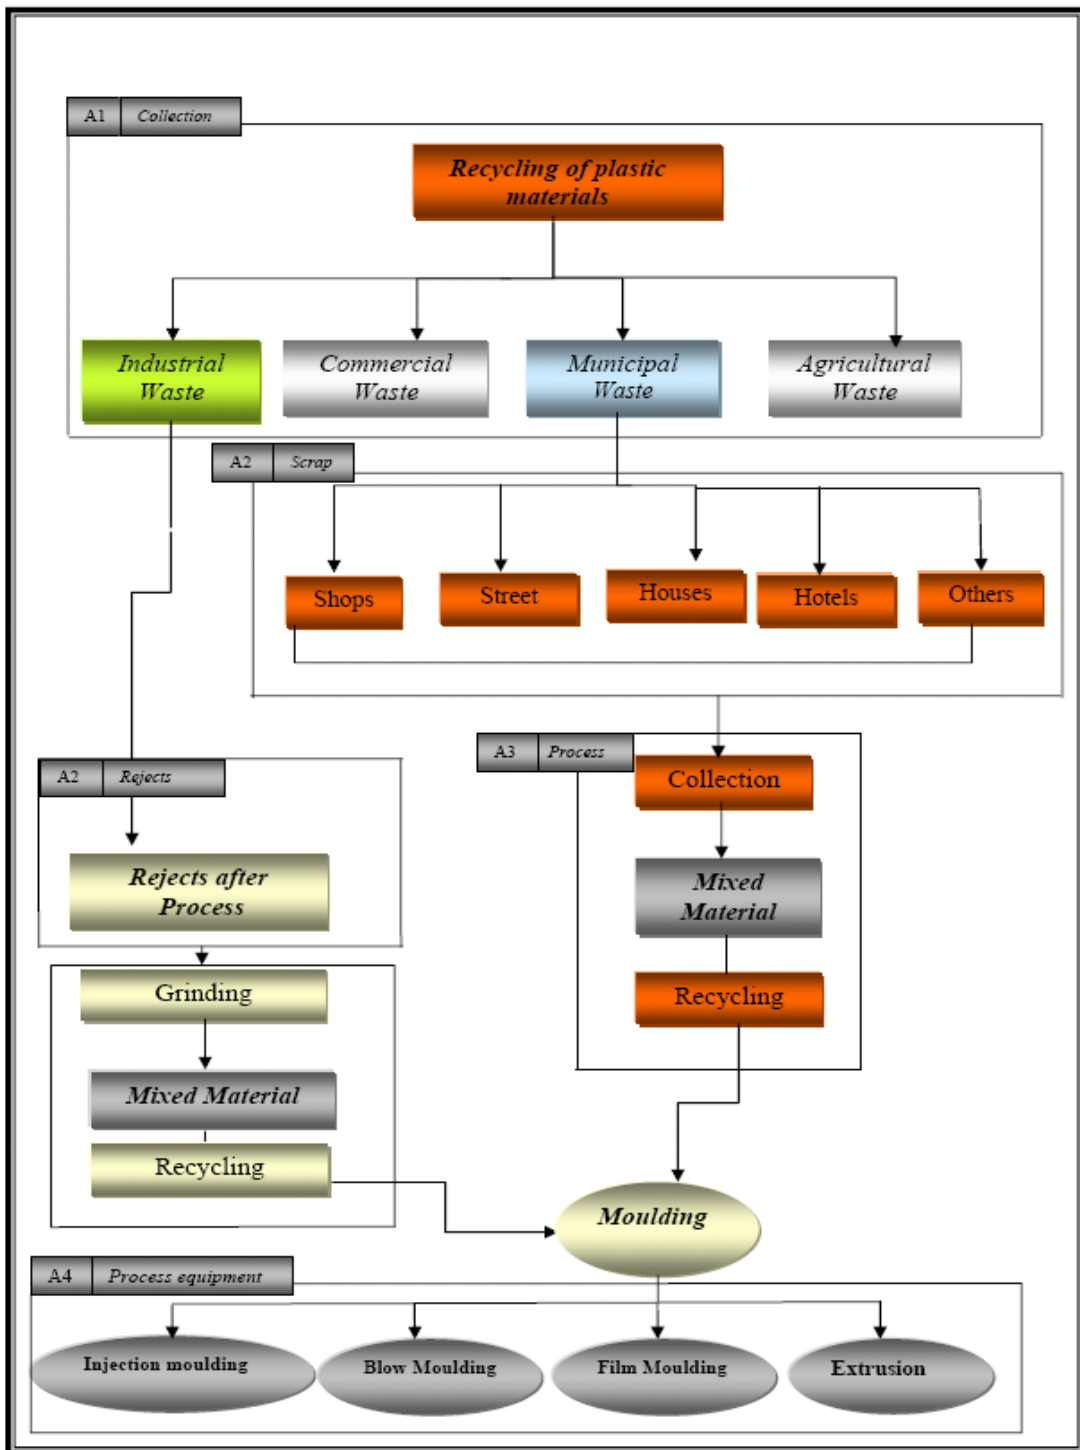 A1 Collection
Recycling of plastic
materials
Industrial
Waste
Commercial
Waste
Municipal
Waste
Agricultural
Waste
A2 Scrap
Shops
Street
Houses
Hotels
Others
A2 Rejects
Rejects after
Process
Grinding
Mixed Material
Recycling
A3 Process
Collection
Mixed
Material
Recycling
Moulding
A4 Process equipment
Injection moulding
Blow Moulding
Film Moulding
Extrusion